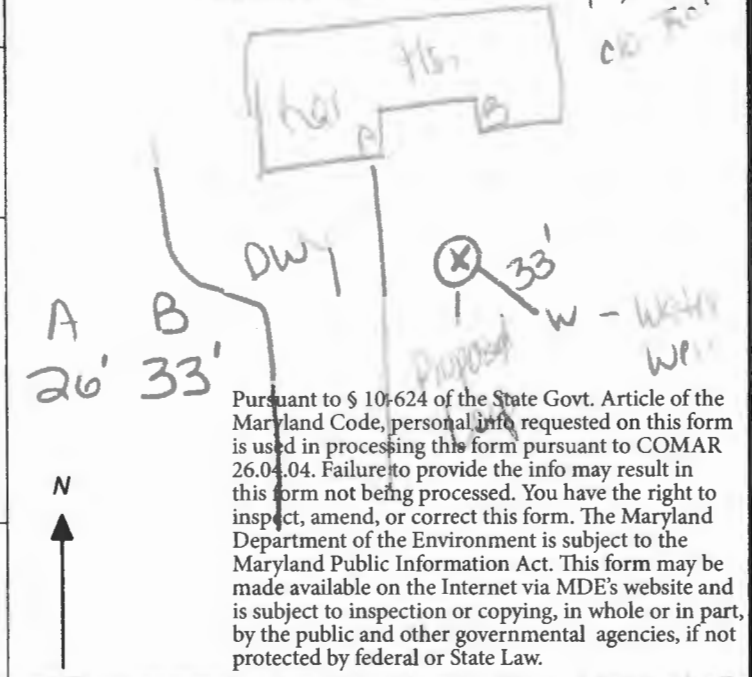 Hsn
A
B
DWY
X
33'
W - Water
Well
Proposed
Loop
A B
26' 33'
N
Pursuant to § 10-624 of the State Govt. Article of the
Maryland Code, personal info requested on this form
is used in processing this form pursuant to COMAR
26.04.04. Failure to provide the info may result in
this form not being processed. You have the right to
inspect, amend, or correct this form. The Maryland
Department of the Environment is subject to the
Maryland Public Information Act. This form may be
made available on the Internet via MDE's website and
is subject to inspection or copying, in whole or in part,
by the public and other governmental agencies, if not
protected by federal or State Law.